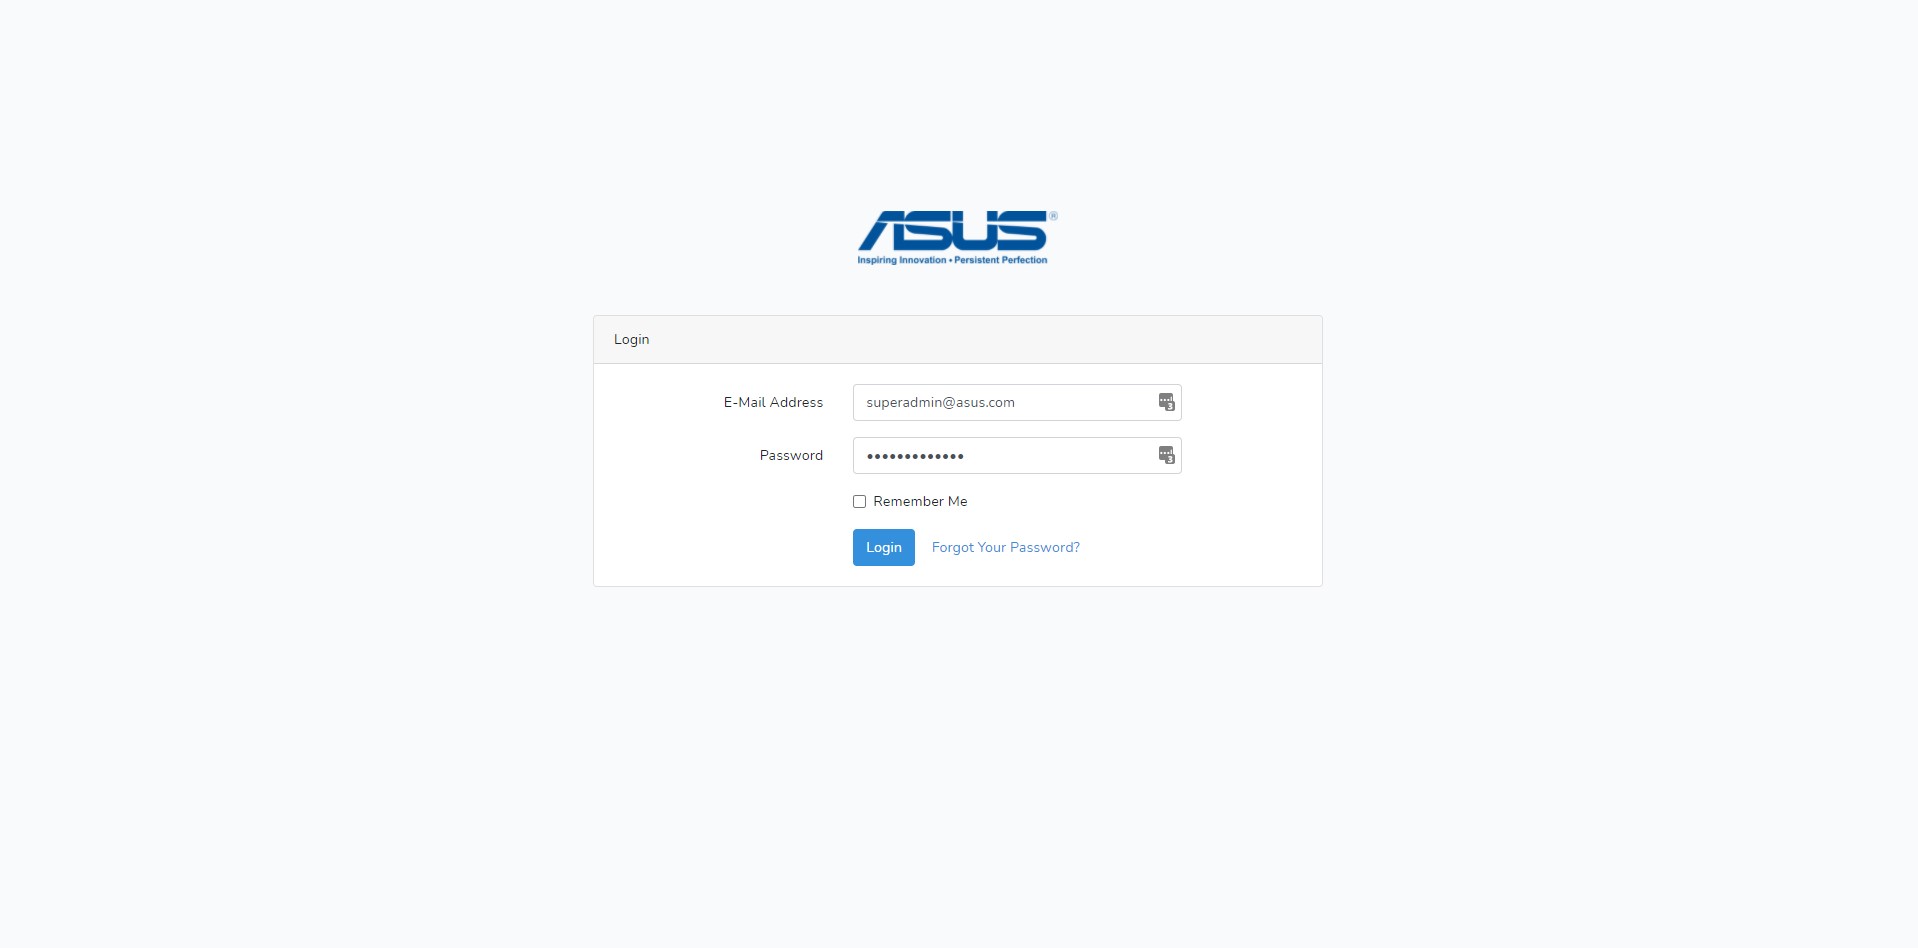 ASUS®
Inspiring Innovation • Persistent Perfection
Login
E-Mail Address superadmin@asus.com
Password •••••••••••••
Remember Me
Login Forgot Your Password?